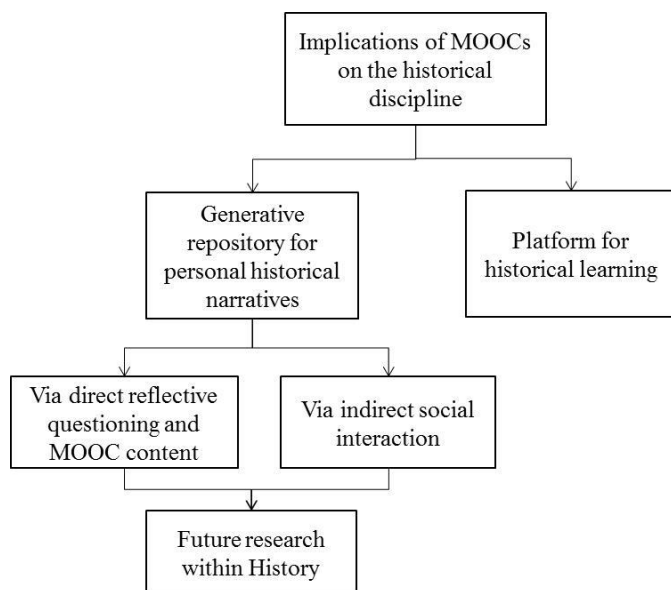 Implications of MOOCs
on the historical
discipline
Generative
repository for
personal historical
narratives
Platform for
historical learning
Via direct reflective
questioning and
MOOC content
Via indirect social
interaction
Future research
within History